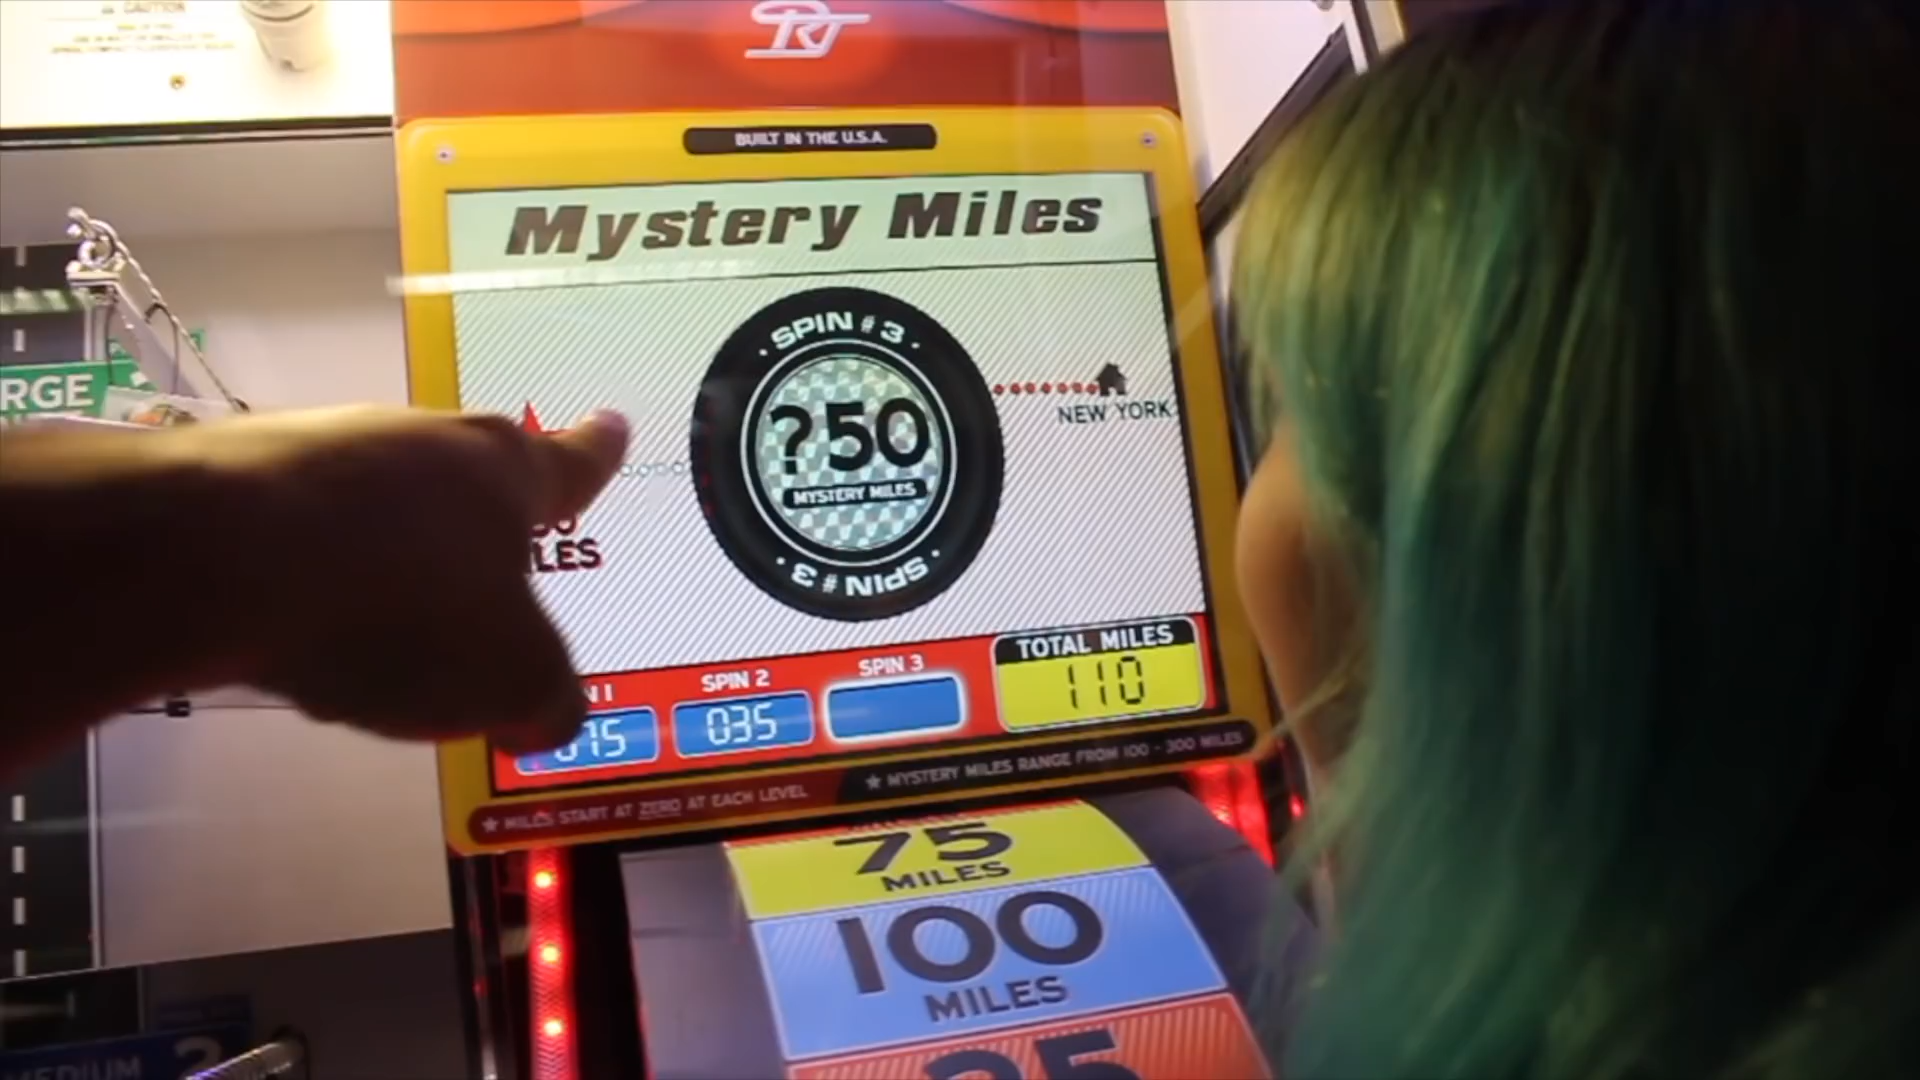 CAUTION
RT
BUILT IN THE U.S.A.
Mystery Miles
· SPIN # 3 ·
?50
MYSTERY MILES
· SPIN # 3 ·
NEW YORK
RGE
LES
SPIN 2
SPIN 3
TOTAL MILES
075
035
110
★ MILES START AT ZERO AT EACH LEVEL
★ MYSTERY MILES RANGE FROM 100 - 300 MILES
75
MILES
100
MILES
MEDIUM